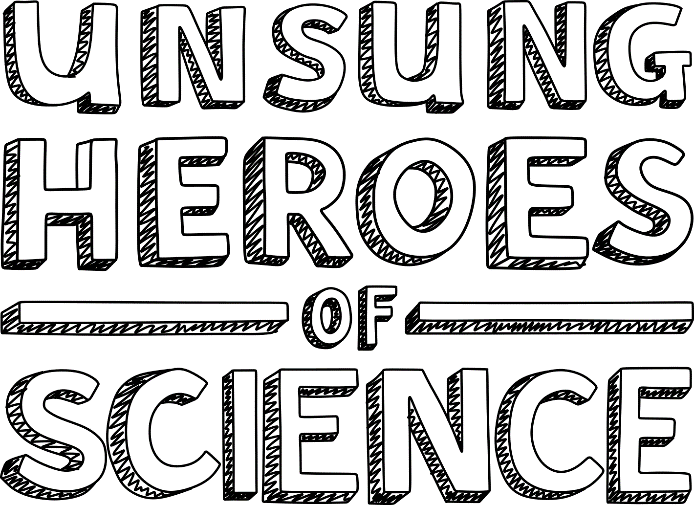 UNSUNG
HEROES
OF
SCIENCE